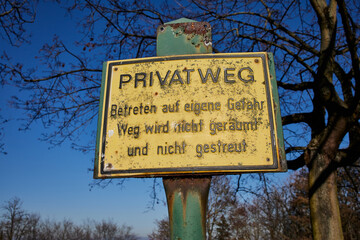 PRIVATWEG
Betreten auf eigene Gefahr
Weg wird nicht geräumt
und nicht gestreut